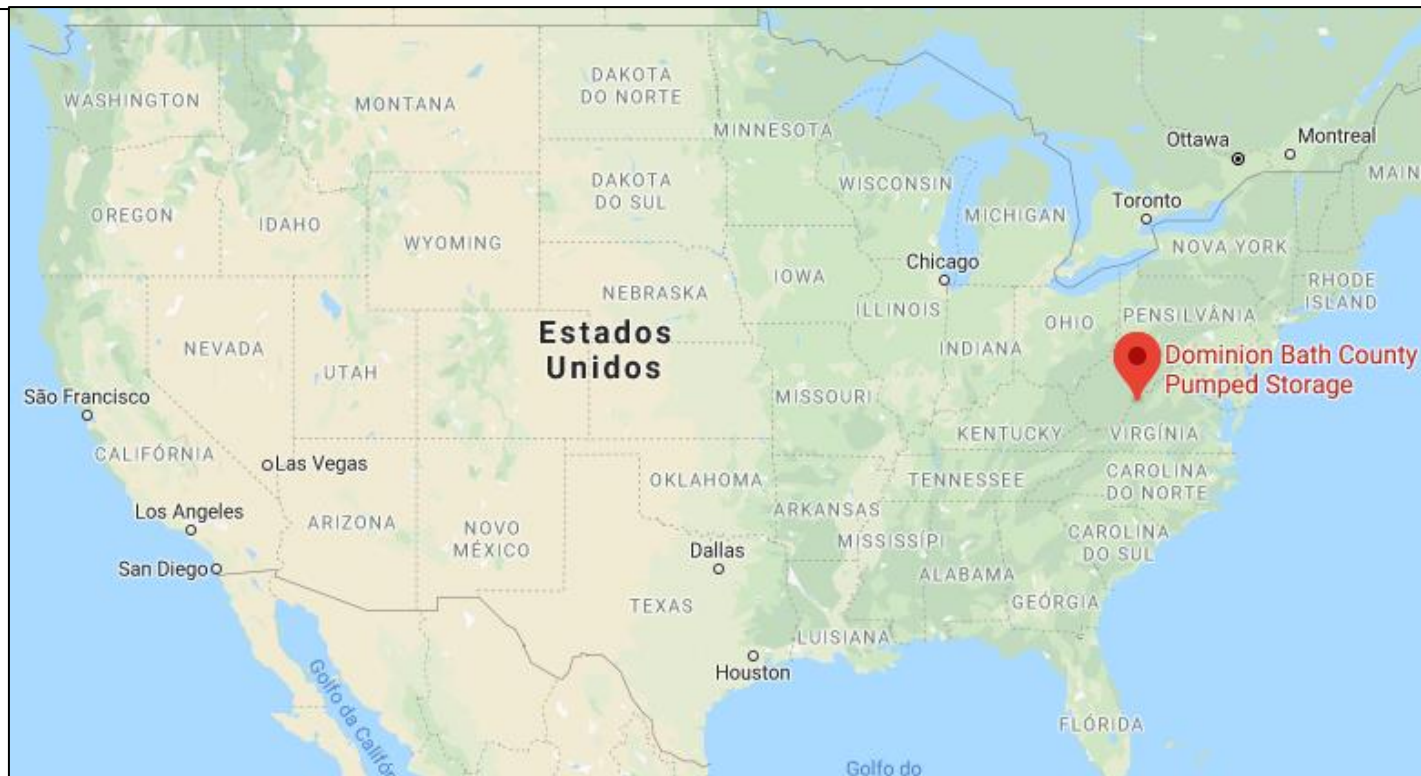 WASHINGTON
MONTANA
DAKOTA
DO NORTE
MINNESOTA
Ottawa
Montreal
MAIN
OREGON
IDAHO
DAKOTA
DO SUL
WISCONSIN
MICHIGAN
Toronto
WYOMING
NOVA YORK
Chicago
IOWA
NEBRASKA
ILLINOIS
OHIO
PENSILVÂNIA
RHODE
ISLAND
NEVADA
UTAH
Estados
Unidos
INDIANA
Dominion Bath County
Pumped Storage
São Francisco
MISSOURI
KENTUCKY
VIRGÍNIA
CALIFÓRNIA
Las Vegas
OKLAHOMA
TENNESSEE
CAROLINA
DO NORTE
Los Angeles
ARIZONA
NOVO
MÉXICO
ARKANSAS
MISSISSÍPI
CAROLINA
DO SUL
San Diego
Dallas
ALABAMA
TEXAS
GEÓRGIA
LUISIANA
Houston
Golfo da Califór
FLÓRIDA
Golfo do